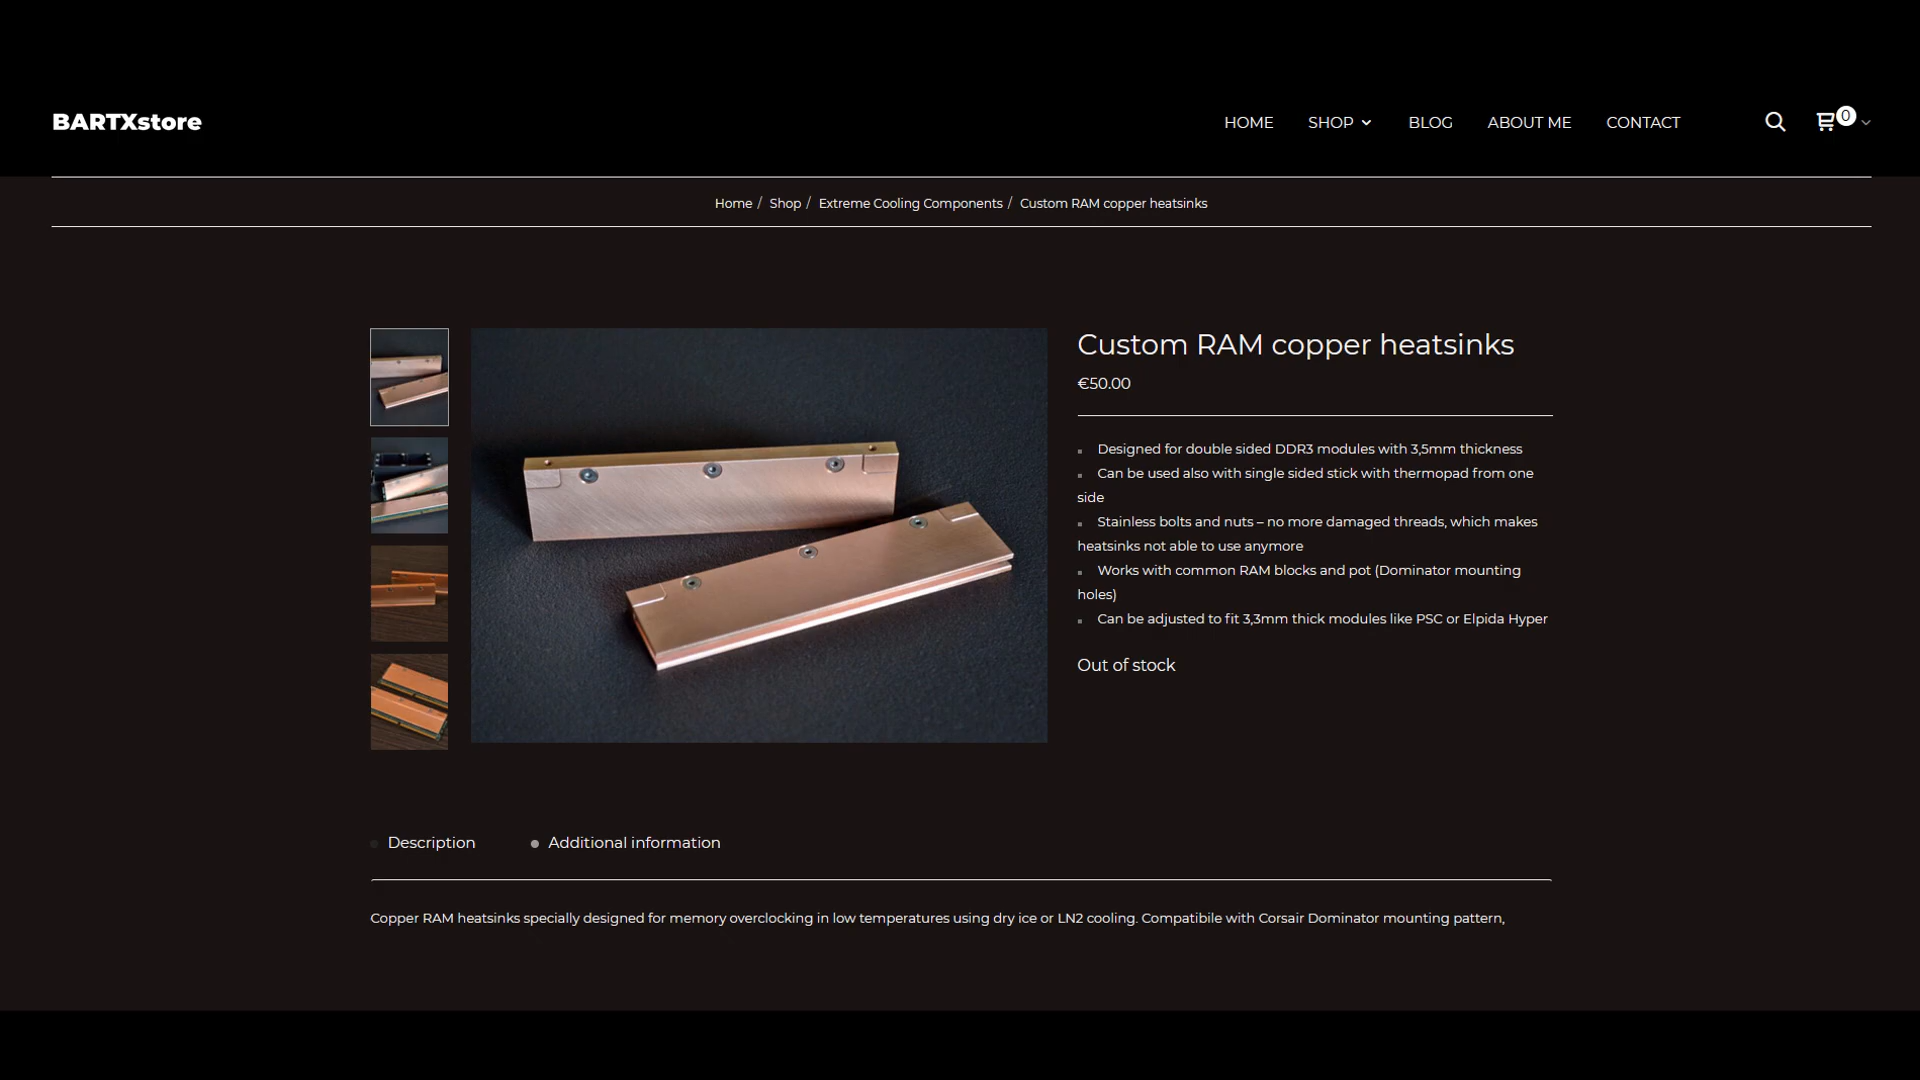 BARTXstore
HOME
SHOP
BLOG
ABOUT ME
CONTACT
0
Home / Shop / Extreme Cooling Components / Custom RAM copper heatsinks
Custom RAM copper heatsinks
€50.00
Designed for double sided DDR3 modules with 3,5mm thickness
Can be used also with single sided stick with thermopad from one
side
Stainless bolts and nuts – no more damaged threads, which makes
heatsinks not able to use anymore
Works with common RAM blocks and pot (Dominator mounting
holes)
Can be adjusted to fit 3,3mm thick modules like PSC or Elpida Hyper
Out of stock
Description
Additional information
Copper RAM heatsinks specially designed for memory overclocking in low temperatures using dry ice or LN2 cooling. Compatibile with Corsair Dominator mounting pattern,